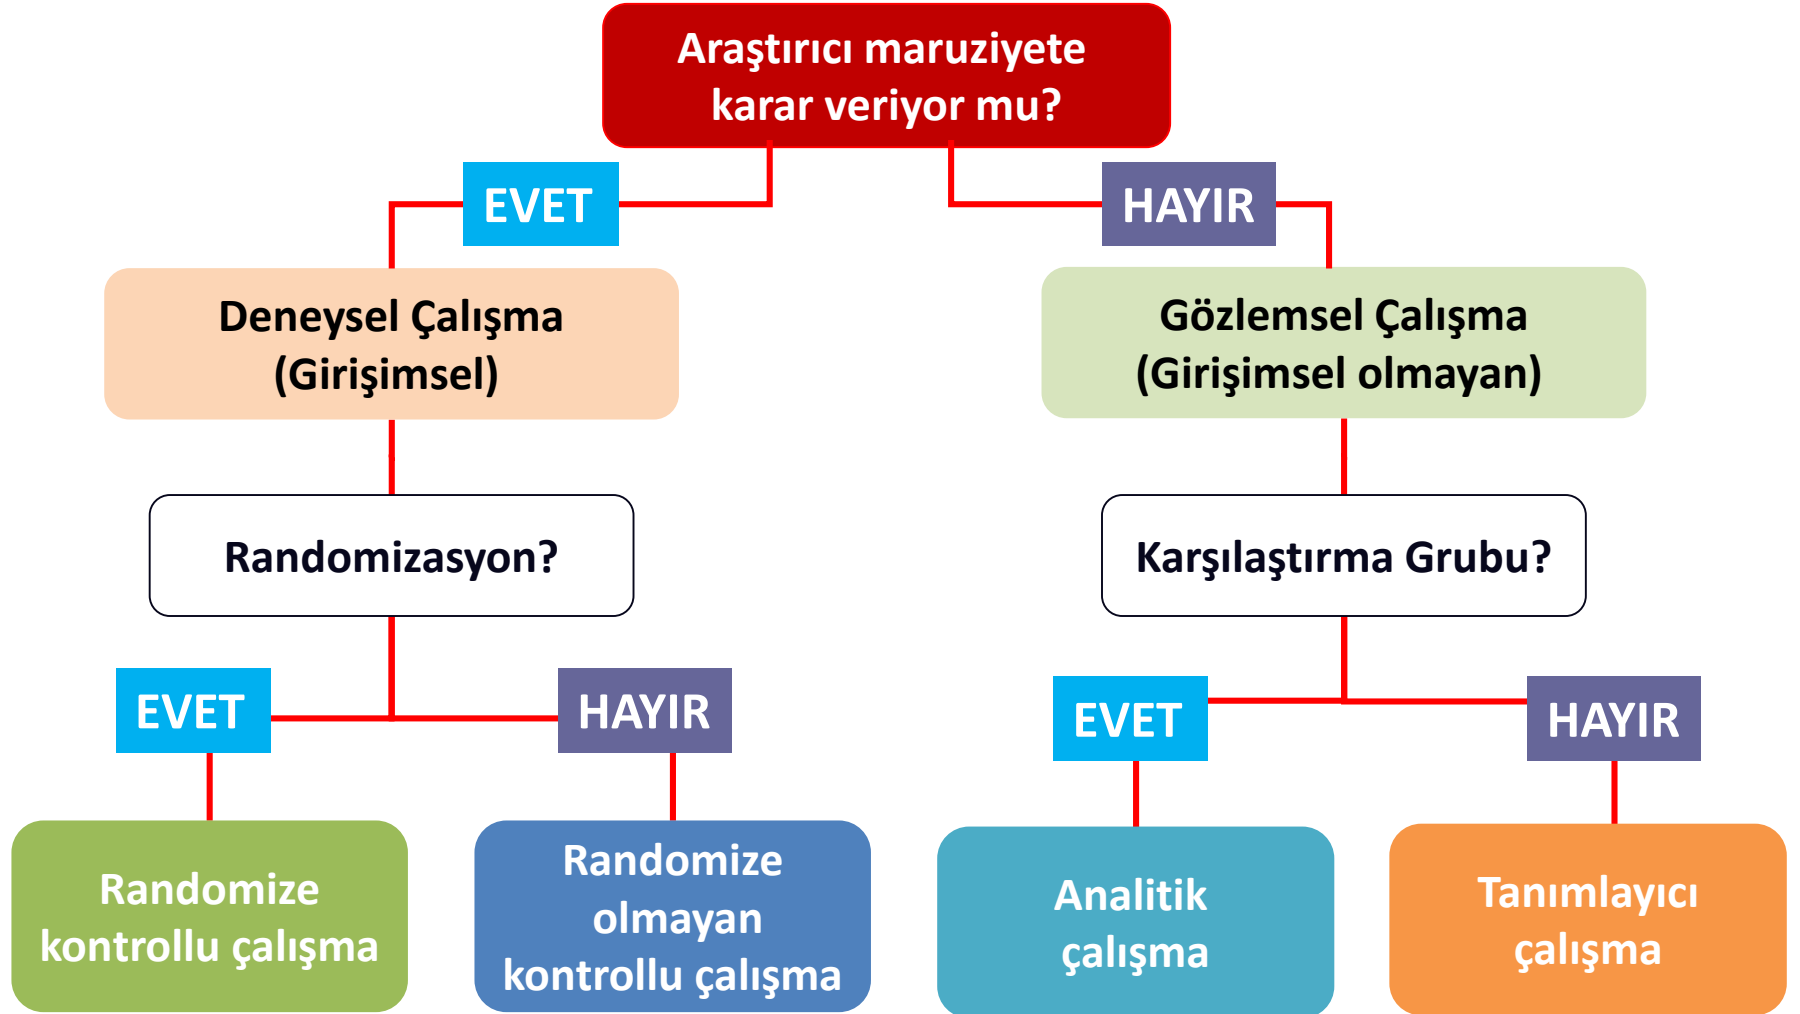 Araştırıcı maruziyete
karar veriyor mu?
EVET
HAYIR
Deneysel Çalışma
(Girişimsel)
Gözlemsel Çalışma
(Girişimsel olmayan)
Randomizasyon?
Karşılaştırma Grubu?
EVET
HAYIR
EVET
HAYIR
Randomize
kontrollu çalışma
Randomize
olmayan
kontrollu çalışma
Analitik
çalışma
Tanımlayıcı
çalışma